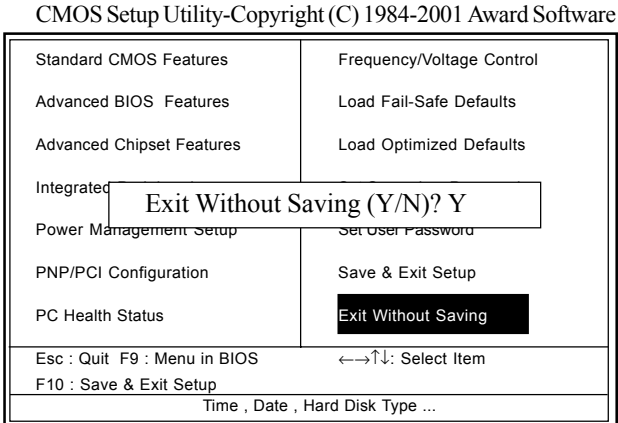 CMOS Setup Utility-Copyright (C) 1984-2001 Award Software
Standard CMOS Features
Advanced BIOS Features
Advanced Chipset Features
Integrated
Power Management Setup
PNP/PCI Configuration
PC Health Status
Frequency/Voltage Control
Load Fail-Safe Defaults
Load Optimized Defaults
Set User Password
Save & Exit Setup
Exit Without Saving
Exit Without Saving (Y/N)? Y
Esc : Quit F9 : Menu in BIOS ←→↑↓: Select Item
F10 : Save & Exit Setup
Time , Date , Hard Disk Type ...